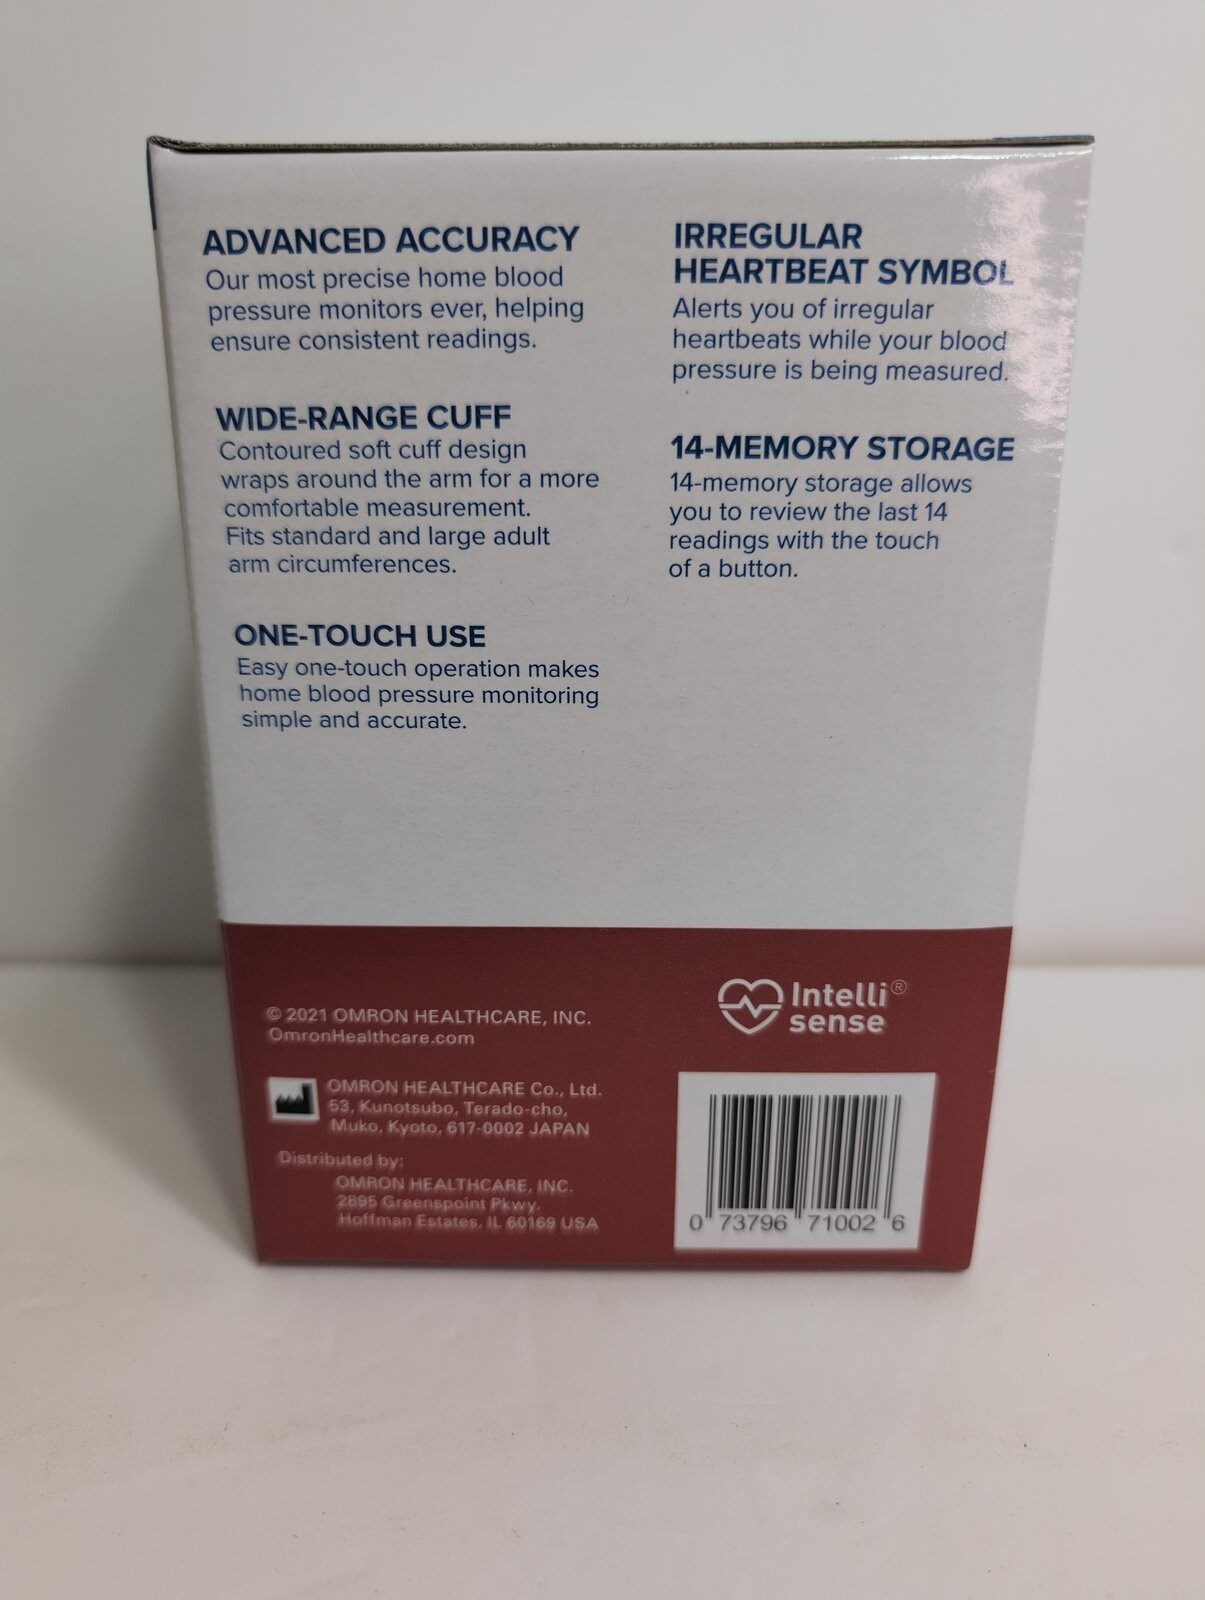 ADVANCED ACCURACY
Our most precise home blood
pressure monitors ever, helping
ensure consistent readings.
WIDE-RANGE CUFF
Contoured soft cuff design
wraps around the arm for a more
comfortable measurement.
Fits standard and large adult
arm circumferences.
ONE-TOUCH USE
Easy one-touch operation makes
home blood pressure monitoring
simple and accurate.
IRREGULAR
HEARTBEAT SYMBOL
Alerts you of irregular
heartbeats while your blood
pressure is being measured.
14-MEMORY STORAGE
14-memory storage allows
you to review the last 14
readings with the touch
of a button.
© 2021 OMRON HEALTHCARE, INC.
OmronHealthcare.com
OMRON HEALTHCARE Co., Ltd.
53, Kunotsubo, Terado-cho,
Muko, Kyoto, 617-0002 JAPAN
Distributed by:
OMRON HEALTHCARE, INC.
2895 Greenspoint Pkwy.
Hoffman Estates, IL 60169 USA
Intelli®
sense
0 73796 71002 6